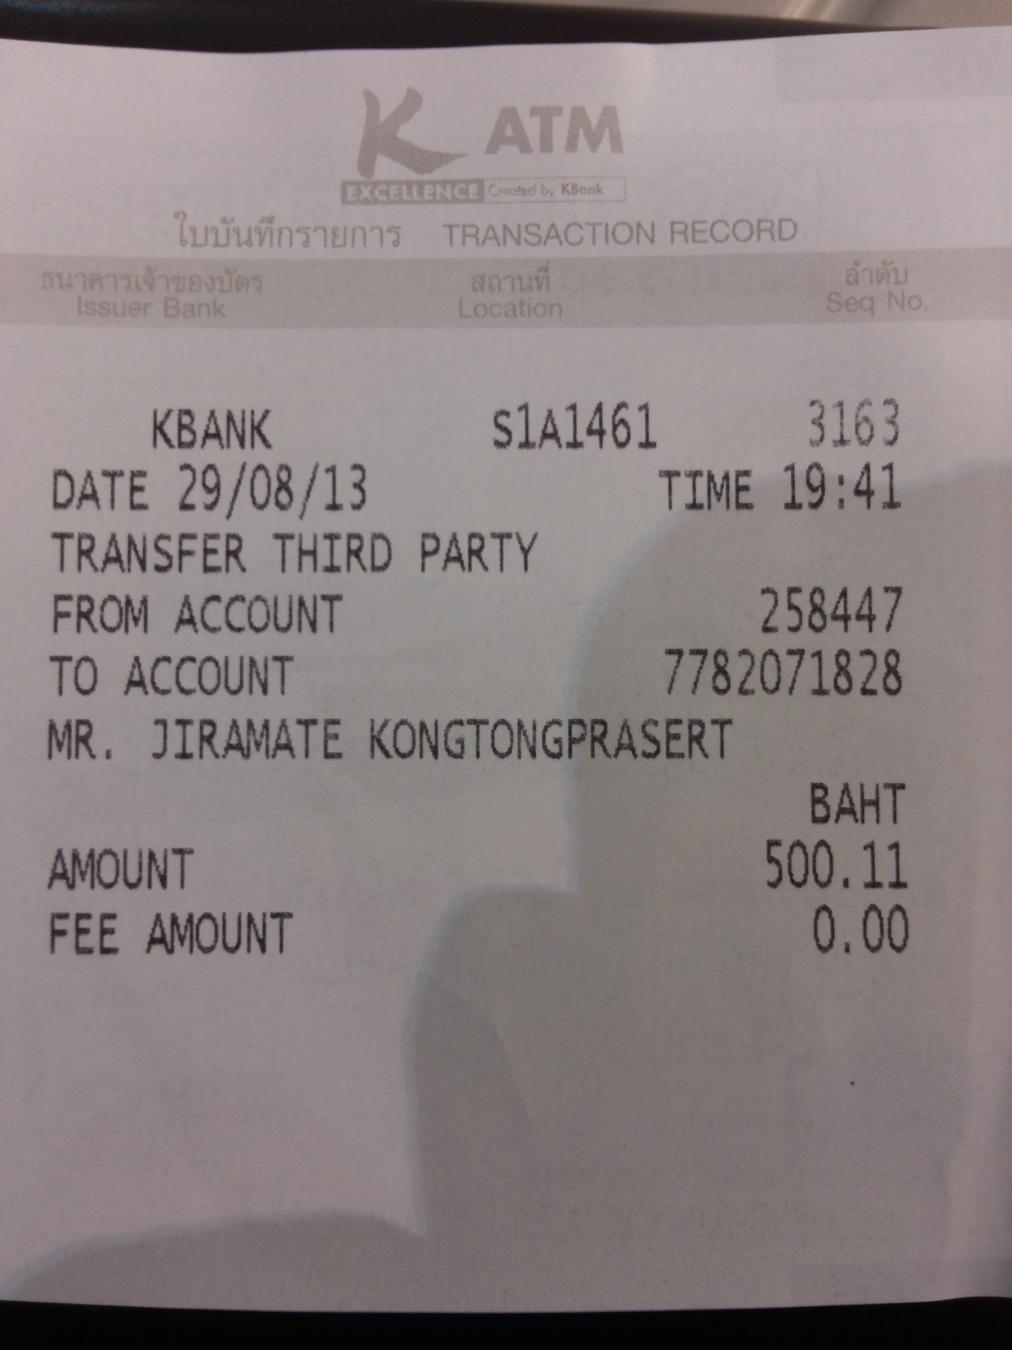 K ATM
EXCELLENCE Created by KBank
ใบบันทึกรายการ TRANSACTION RECORD
ธนาคารเจ้าของบัตร สถานที่ ลำดับ
Issuer Bank Location Seq No.
KBANK S1A1461 3163
DATE 29/08/13 TIME 19:41
TRANSFER THIRD PARTY
FROM ACCOUNT 258447
TO ACCOUNT 7782071828
MR. JIRAMATE KONGTONGPRASERT
BAHT
AMOUNT 500.11
FEE AMOUNT 0.00